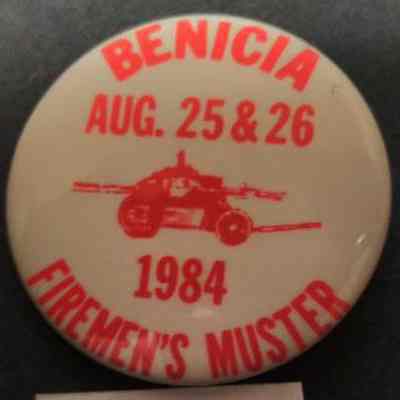 BENICIA
AUG. 25 & 26
1984
FIREMEN'S MUSTER